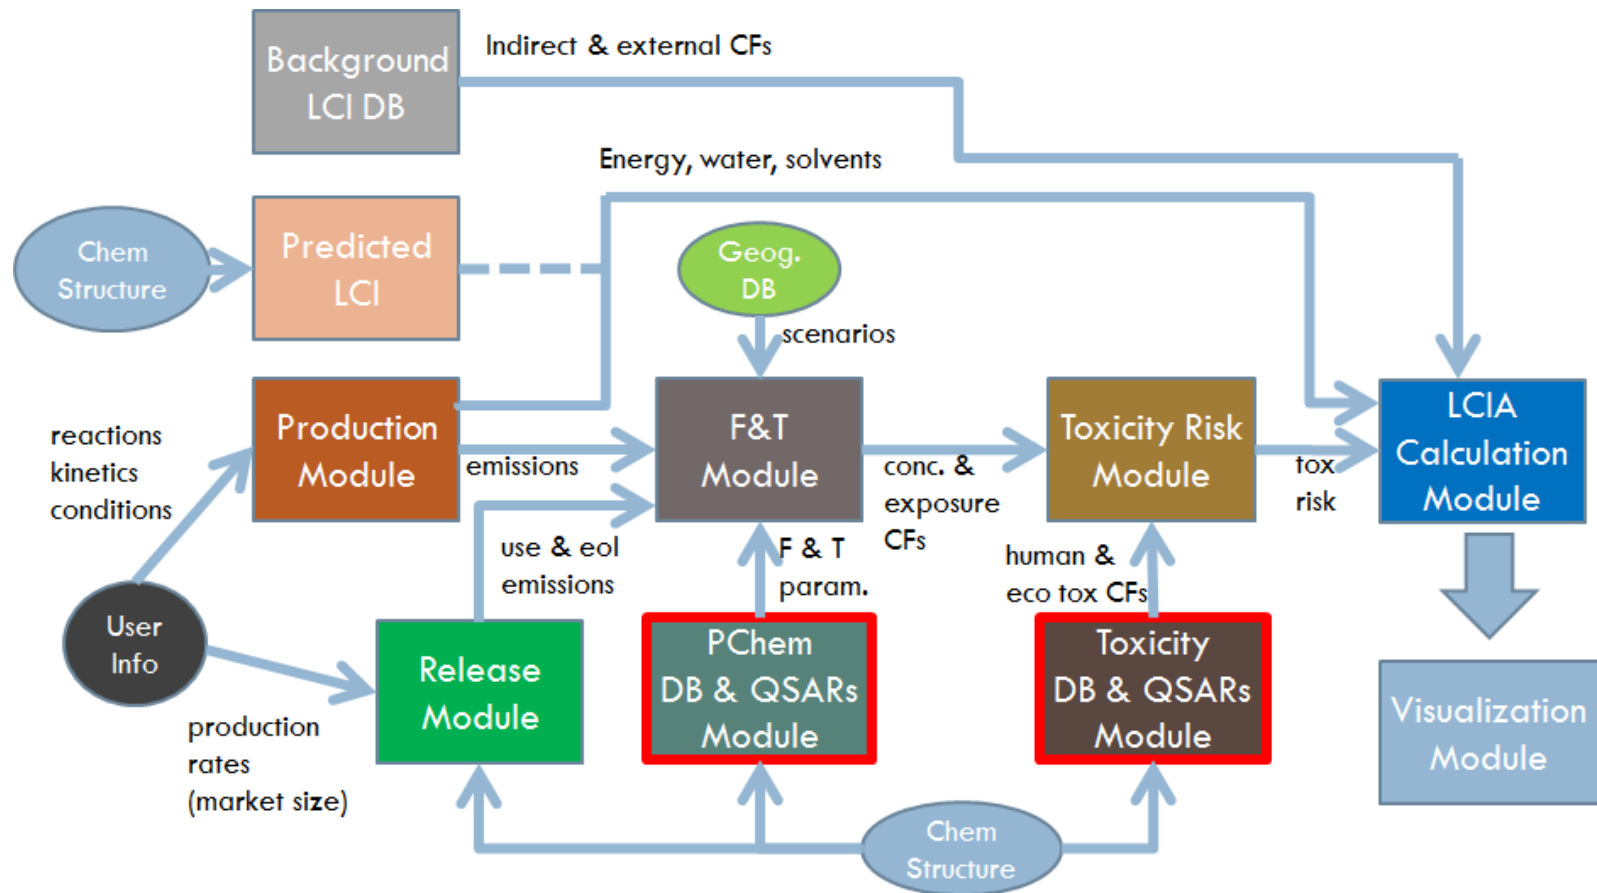 Background
LCI DB
Indirect & external CFs
Energy, water, solvents
Chem
Structure
Predicted
LCI
Geog.
DB
scenarios
reactions
kinetics
conditions
Production
Module
emissions
F&T
Module
conc. &
exposure
CFs
Toxicity Risk
Module
tox
risk
LCIA
Calculation
Module
use & eol
emissions
F & T
param.
human &
eco tox CFs
User
Info
production
rates
(market size)
Release
Module
PChem
DB & QSARs
Module
Toxicity
DB & QSARs
Module
Visualization
Module
Chem
Structure